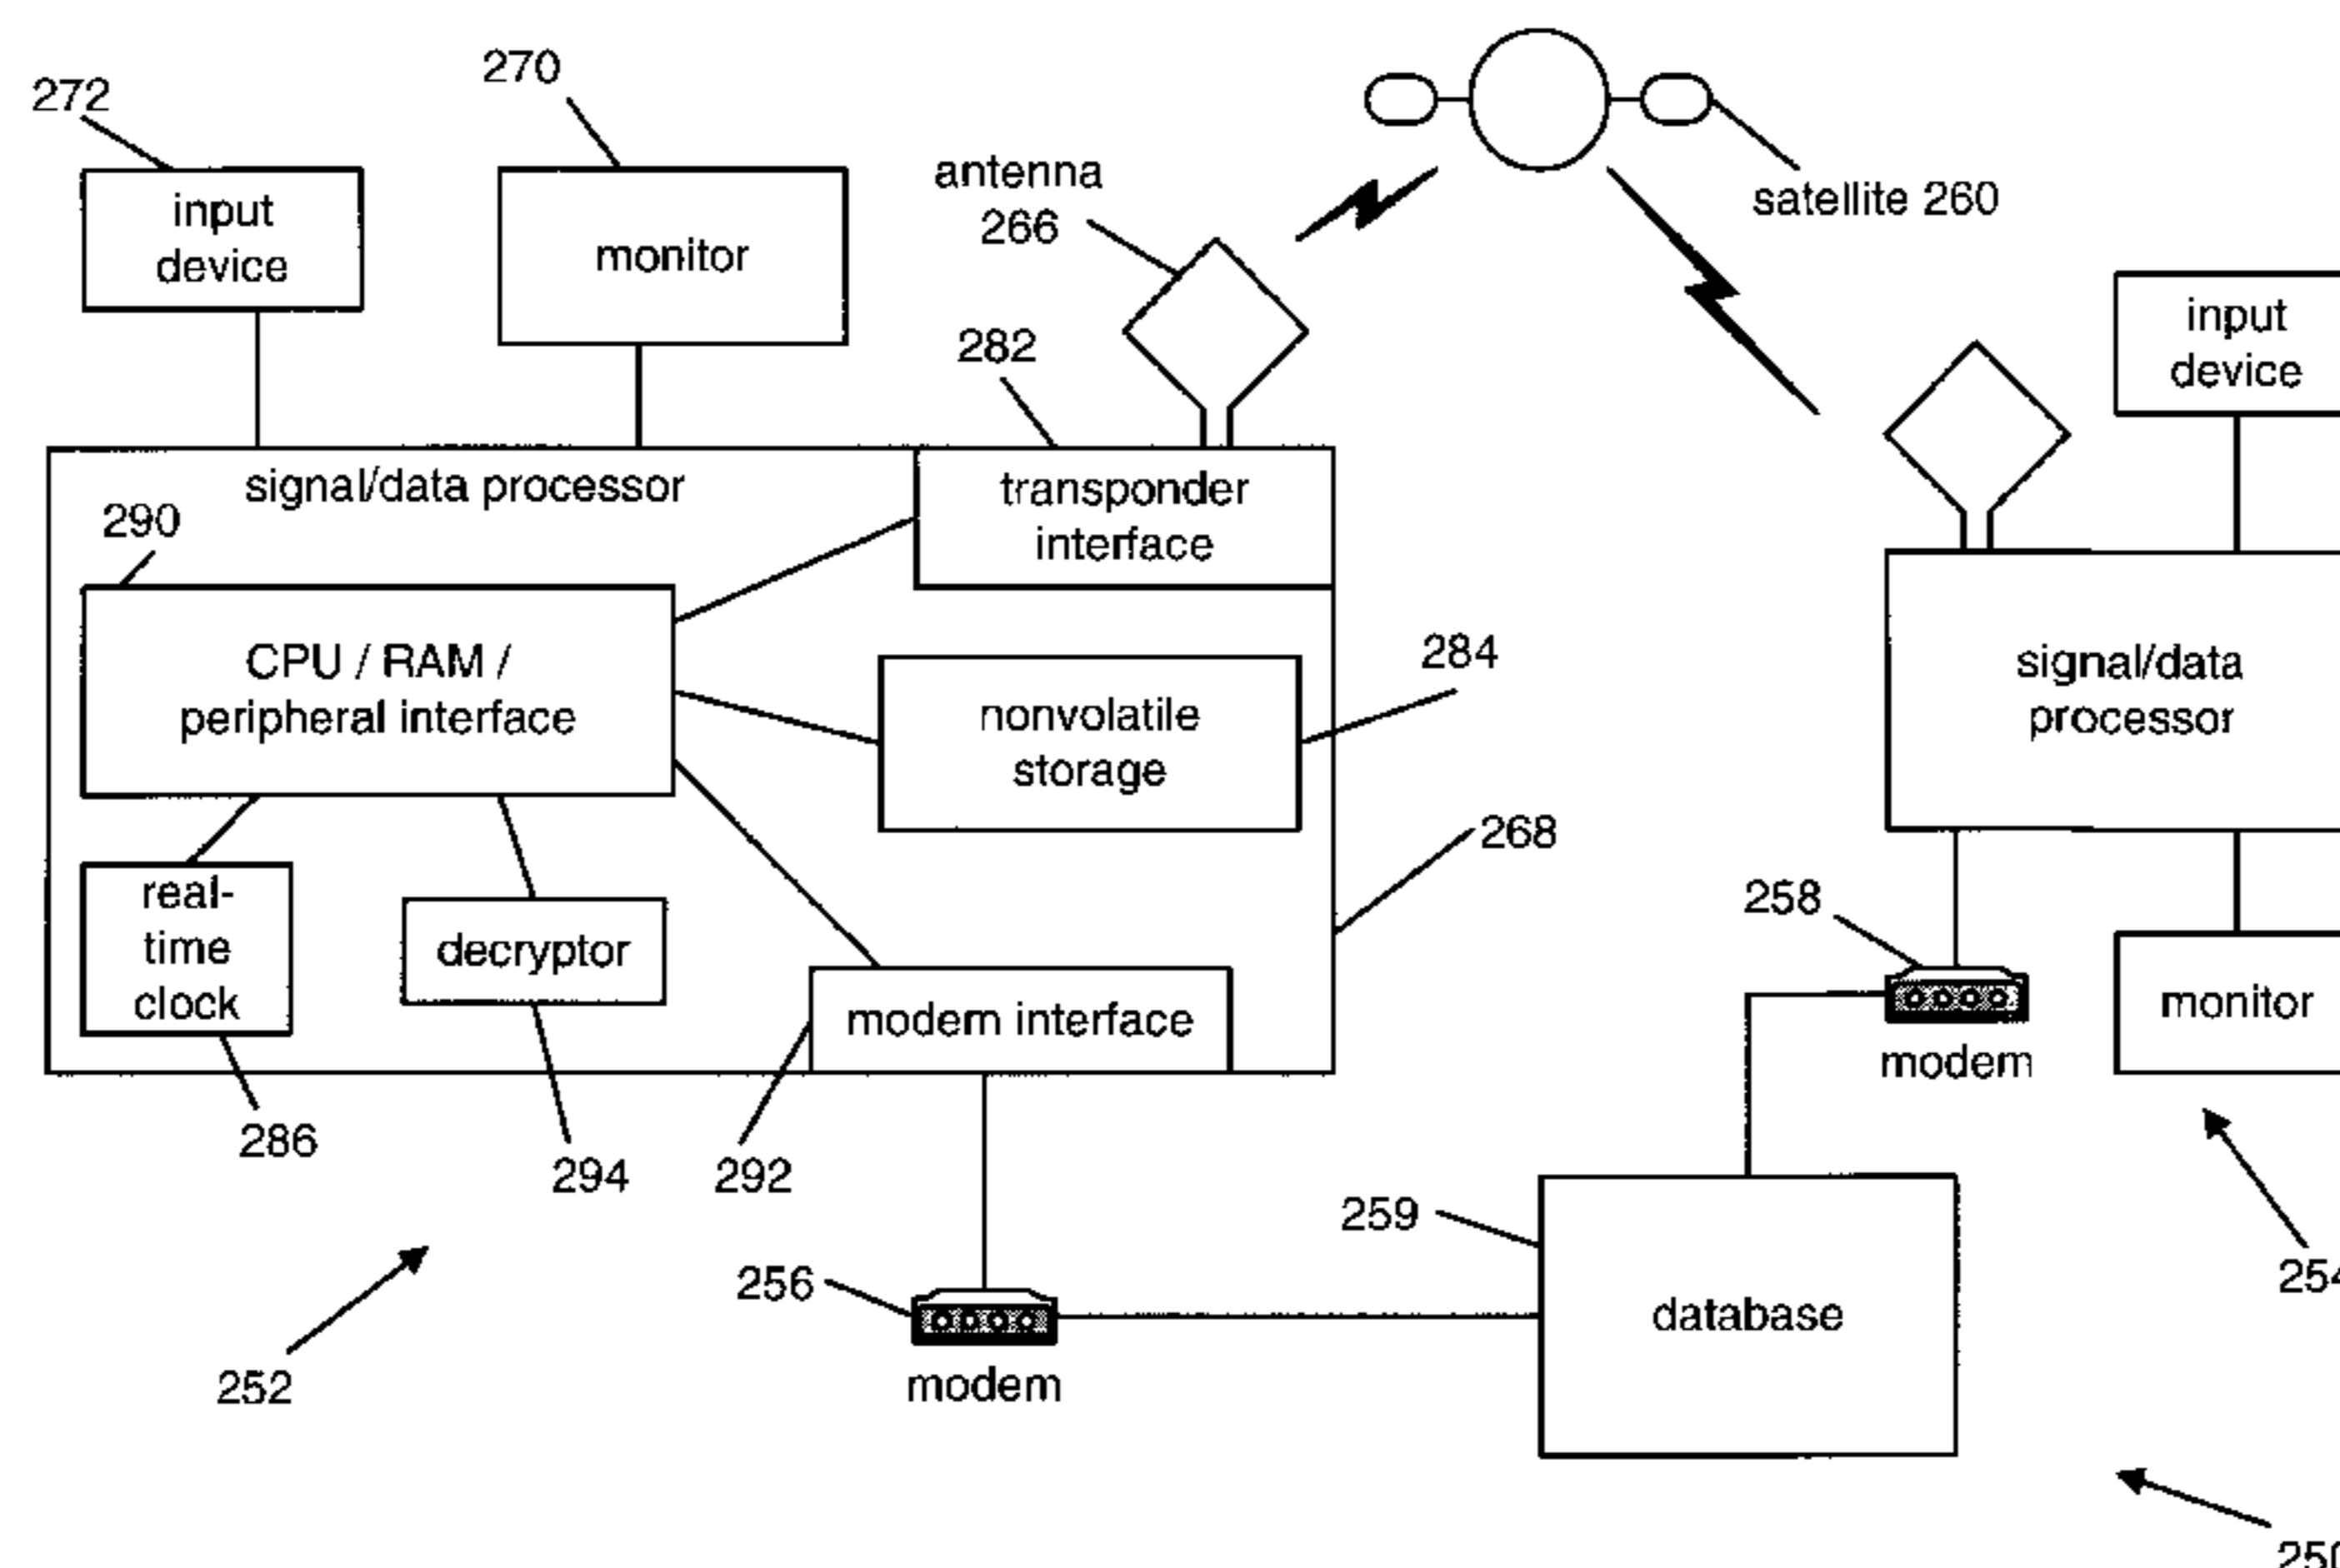 272
270
input
device
monitor
antenna
266
satellite 260
282
input
device
signal/data processor
transponder
interface
290
CPU / RAM /
peripheral interface
284
nonvolatile
storage
signal/data
processor
268
real-
time
clock
decryptor
modem interface
258
modem
monitor
286
294
292
259
254
256
modem
database
252
250